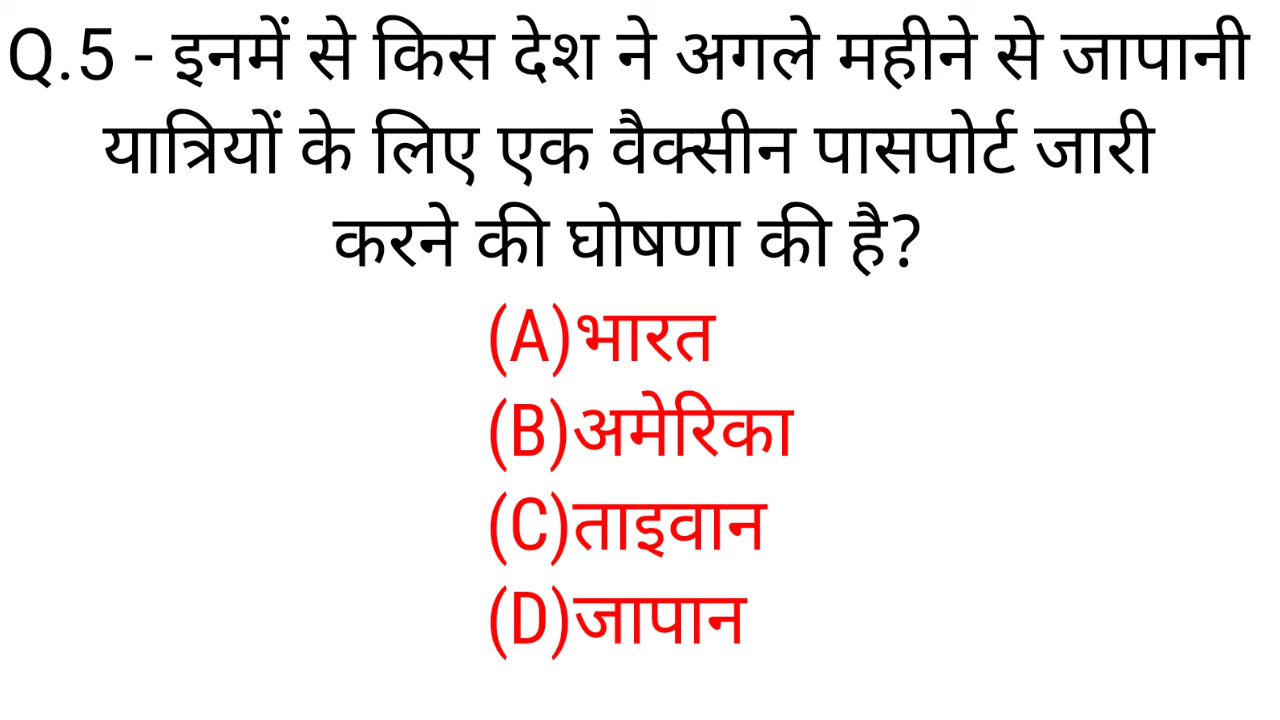 Q.5 - इनमें से किस देश ने अगले महीने से जापानी
यात्रियों के लिए एक वैक्सीन पासपोर्ट जारी
करने की घोषणा की है?
(A)भारत
(B)अमेरिका
(C)ताइवान
(D)जापान